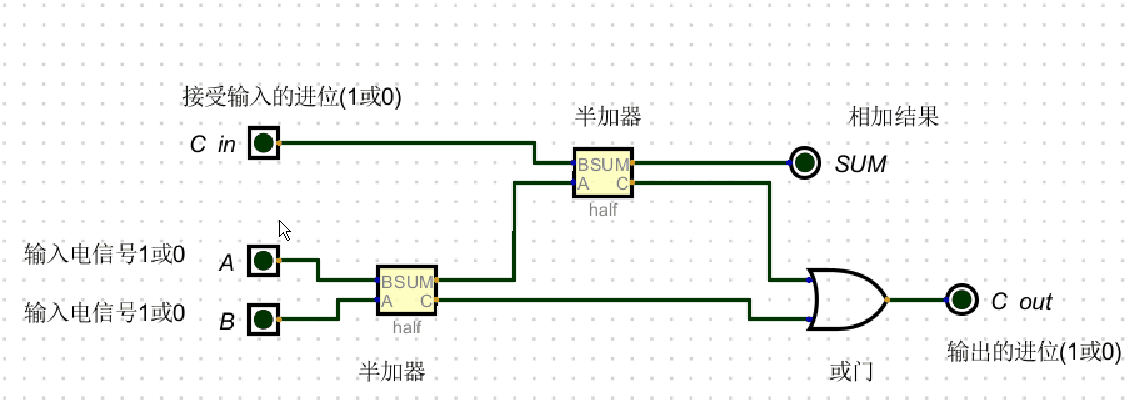 接受输入的进位(1或0)
半加器
相加结果
C in
BSUM
A C
SUM
half
输入电信号1或0
A
BSUM
A C
C out
输入电信号1或0
B
half
输出的进位(1或0)
半加器
或门